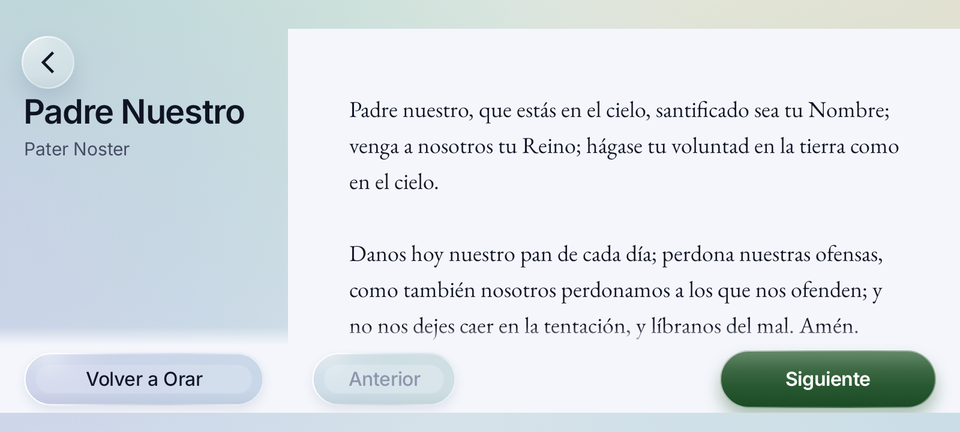 Padre Nuestro
Pater Noster
Padre nuestro, que estás en el cielo, santificado sea tu Nombre;
venga a nosotros tu Reino; hágase tu voluntad en la tierra como
en el cielo.
Danos hoy nuestro pan de cada día; perdona nuestras ofensas,
como también nosotros perdonamos a los que nos ofenden; y
no nos dejes caer en la tentación, y líbranos del mal. Amén.
Volver a Orar
Anterior
Siguiente